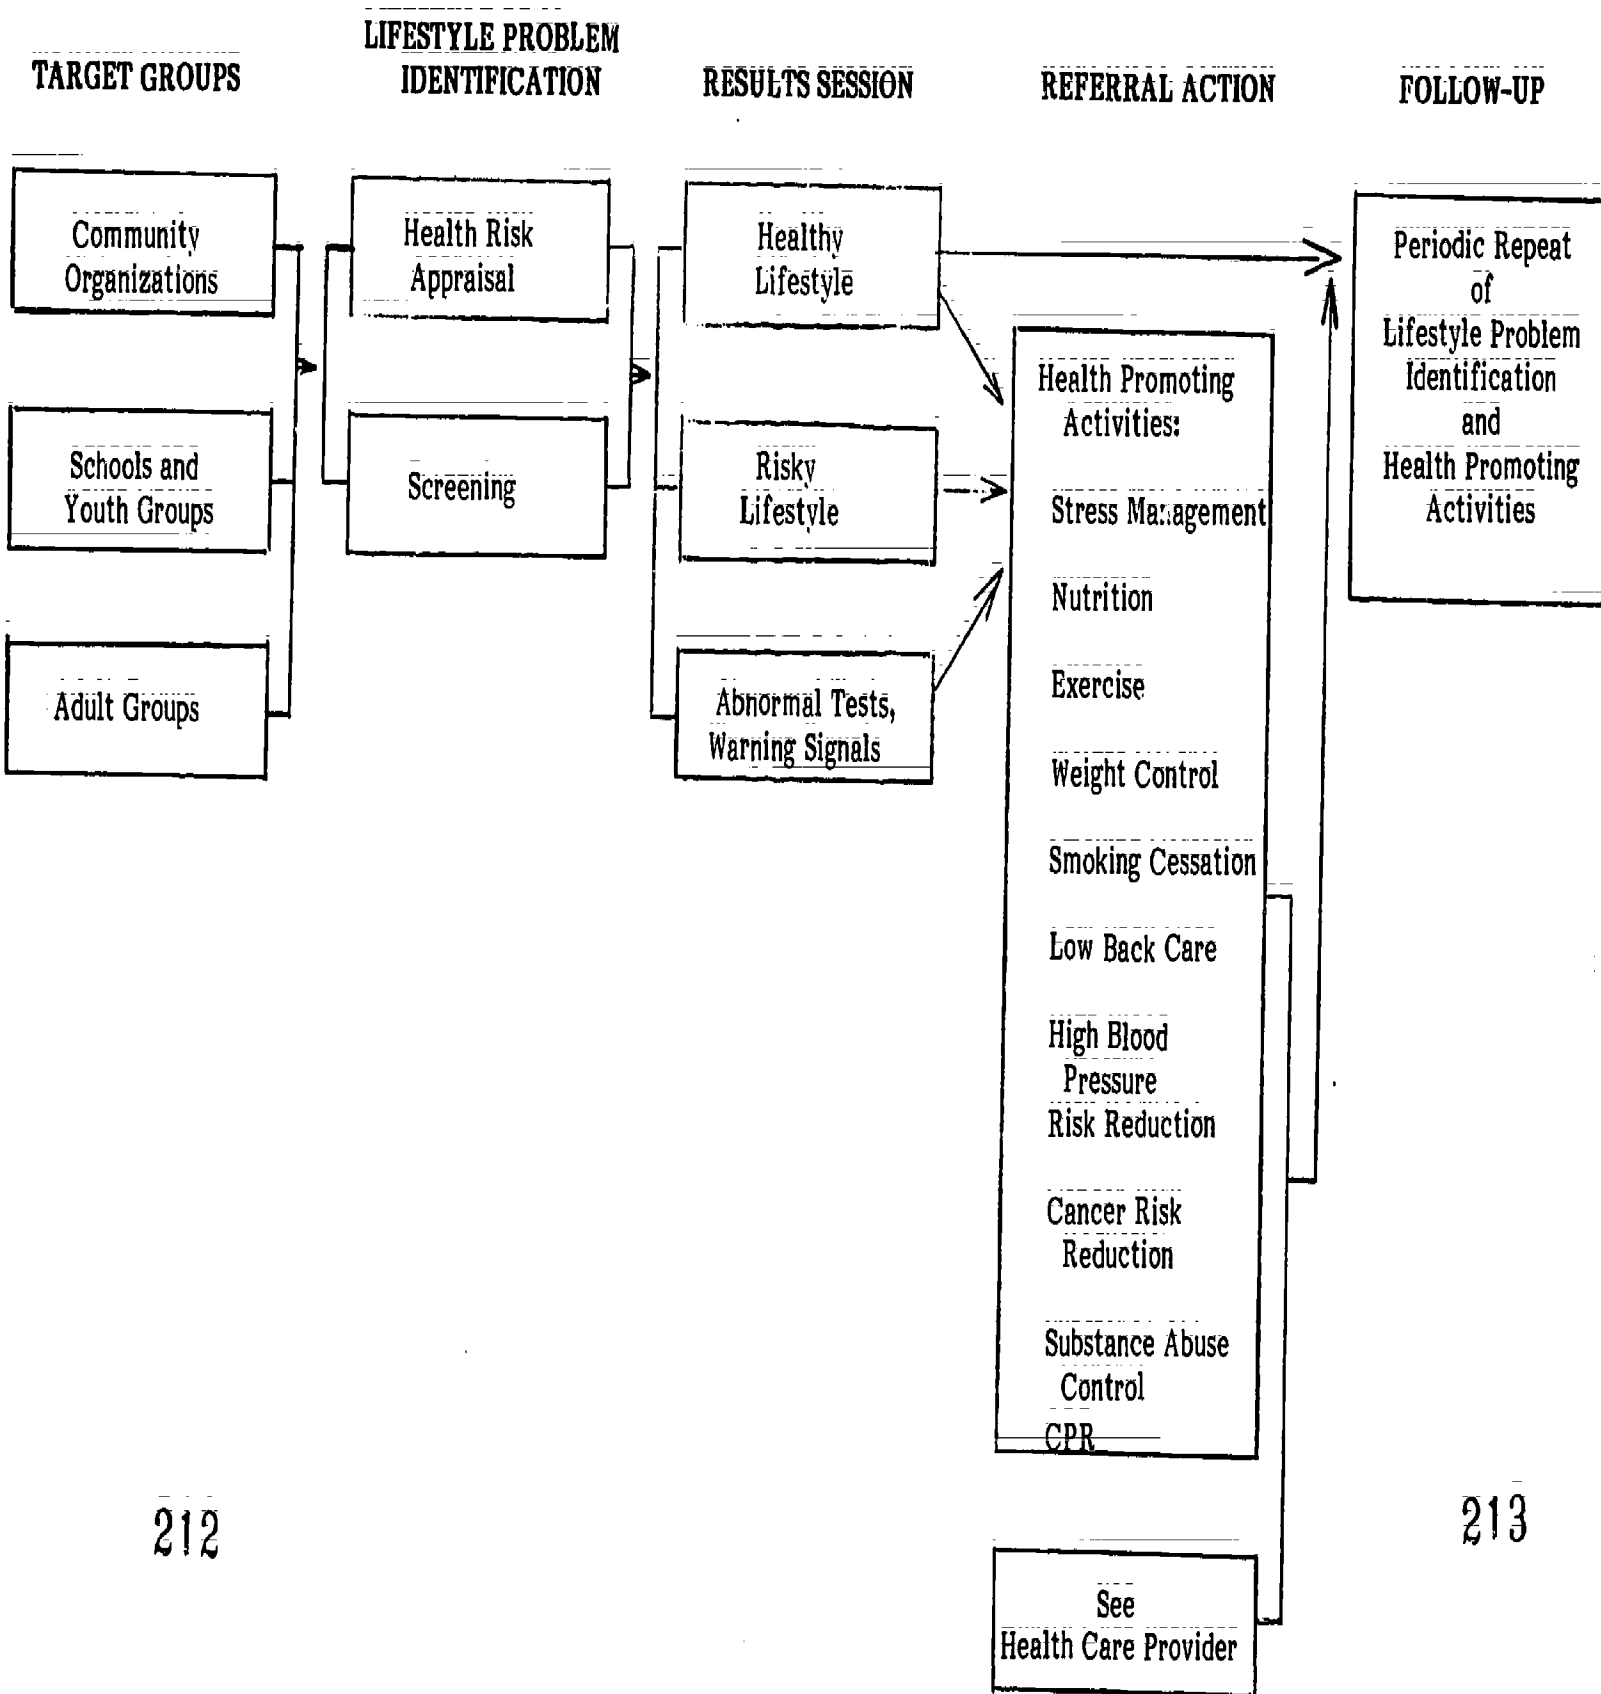 TARGET GROUPS
LIFESTYLE PROBLEM
IDENTIFICATION
RESULTS SESSION
REFERRAL ACTION
FOLLOW-UP
Community
Organizations
Schools and
Youth Groups
Adult Groups
Health Risk
Appraisal
Screening
Healthy
Lifestyle
Risky
Lifestyle
Abnormal Tests,
Warning Signals
Health Promoting
Activities:
Stress Management
Nutrition
Exercise
Weight Control
Smoking Cessation
Low Back Care
High Blood
Pressure
Risk Reduction
Cancer Risk
Reduction
Substance Abuse
Control
CPR
See
Health Care Provider
Periodic Repeat
of
Lifestyle Problem
Identification
and
Health Promoting
Activities
212
213